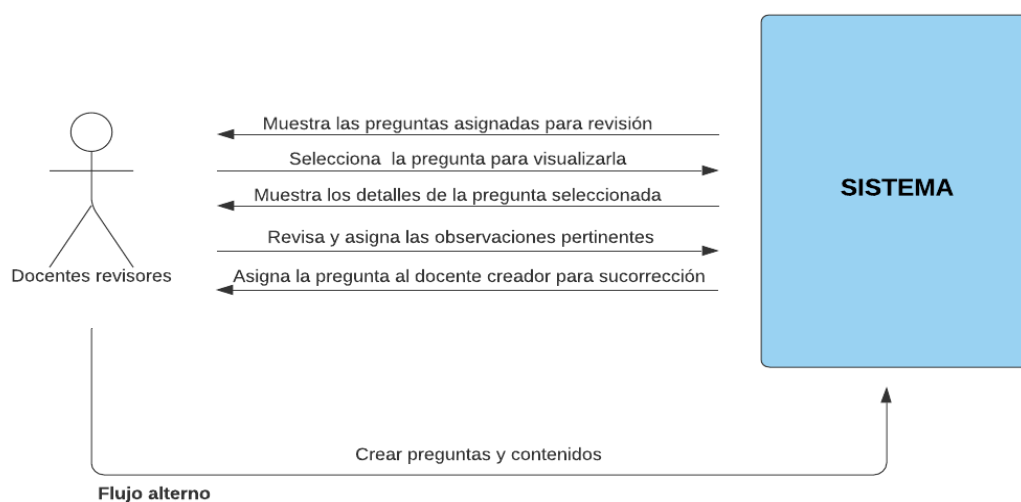 Muestra las preguntas asignadas para revisión
Selecciona la pregunta para visualizarla
Muestra los detalles de la pregunta seleccionada
SISTEMA
Revisa y asigna las observaciones pertinentes
Docentes revisores
Asigna la pregunta al docente creador para sucorrección
Crear preguntas y contenidos
Flujo alterno